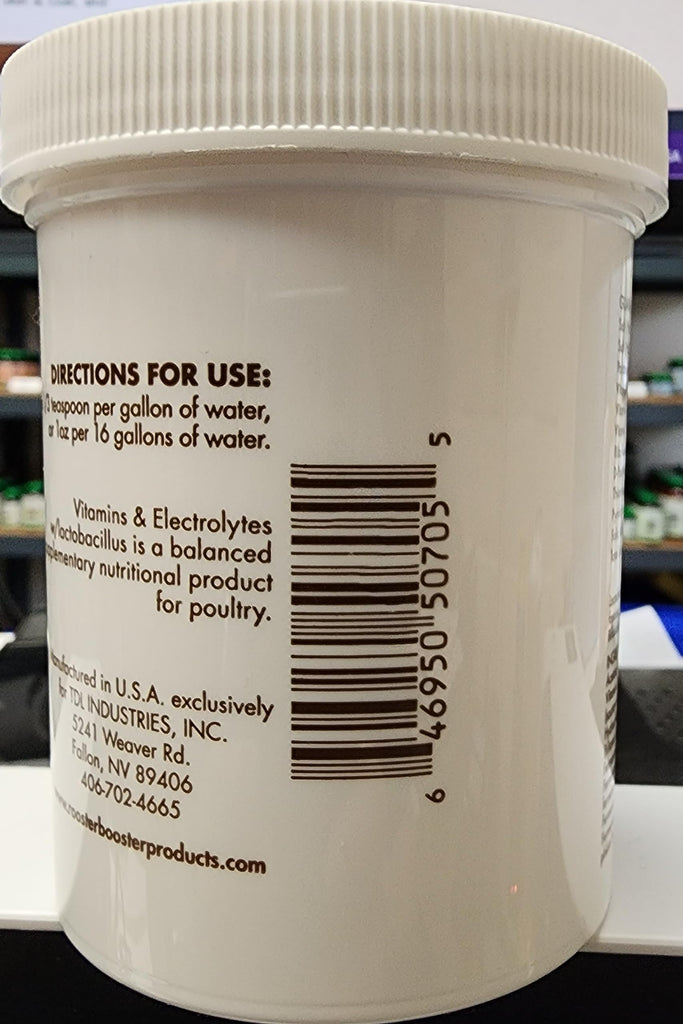 DIRECTIONS FOR USE:
teaspoon per gallon of water,
or 1oz per 16 gallons of water.
Vitamins & Electrolytes
w/lactobacillus is a balanced
nutritional product
for poultry.
in U.S.A. exclusively
for TDL INDUSTRIES, INC.
5241 Weaver Rd.
Fallon, NV 89406
406-702-4665
www.roosterboosterproducts.com
6 46950 50705 5